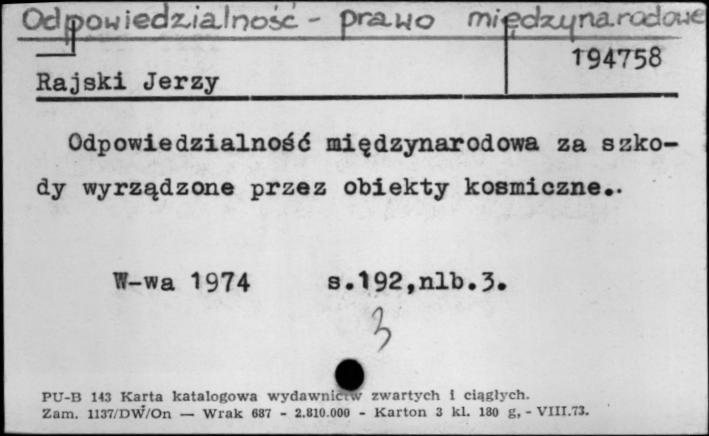 Odpowiedzialność - prawo międzynarodowe
194758
Rajski Jerzy
Odpowiedzialność międzynarodowa za szko-
dy wyrządzone przez obiekty kosmiczne..
W-wa 1974 s.192,nlb.3.
3
PU-B 143 Karta katalogowa wydawnictw zwartych i ciągłych.
Zam. 1137/DW/On — Wrak 687 - 2.810.000 - Karton 3 kl. 180 g, - VIII.73.